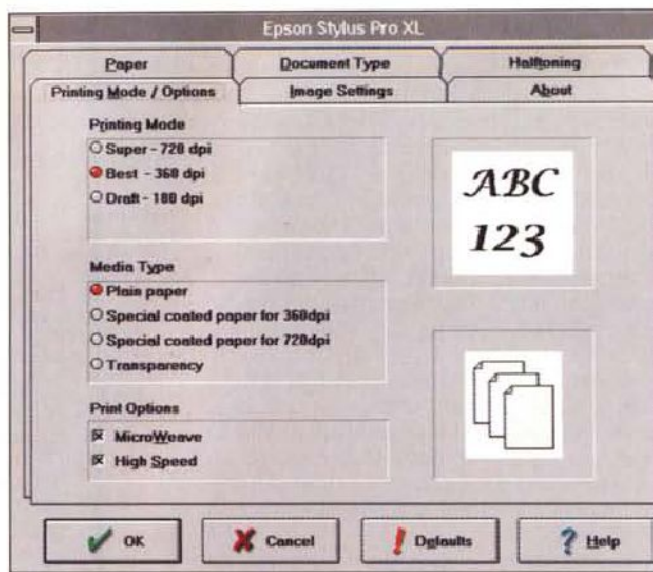 Epson Stylus Pro XL
Paper Document Type Halftoning
Printing Mode / Options Image Settings About
Printing Mode
Super - 720 dpi
Best - 360 dpi
Draft - 180 dpi
ABC
123
Media Type
Plain paper
Special coated paper for 360dpi
Special coated paper for 720dpi
Transparency
Print Options
MicroWeave
High Speed
OK Cancel Defaults Help